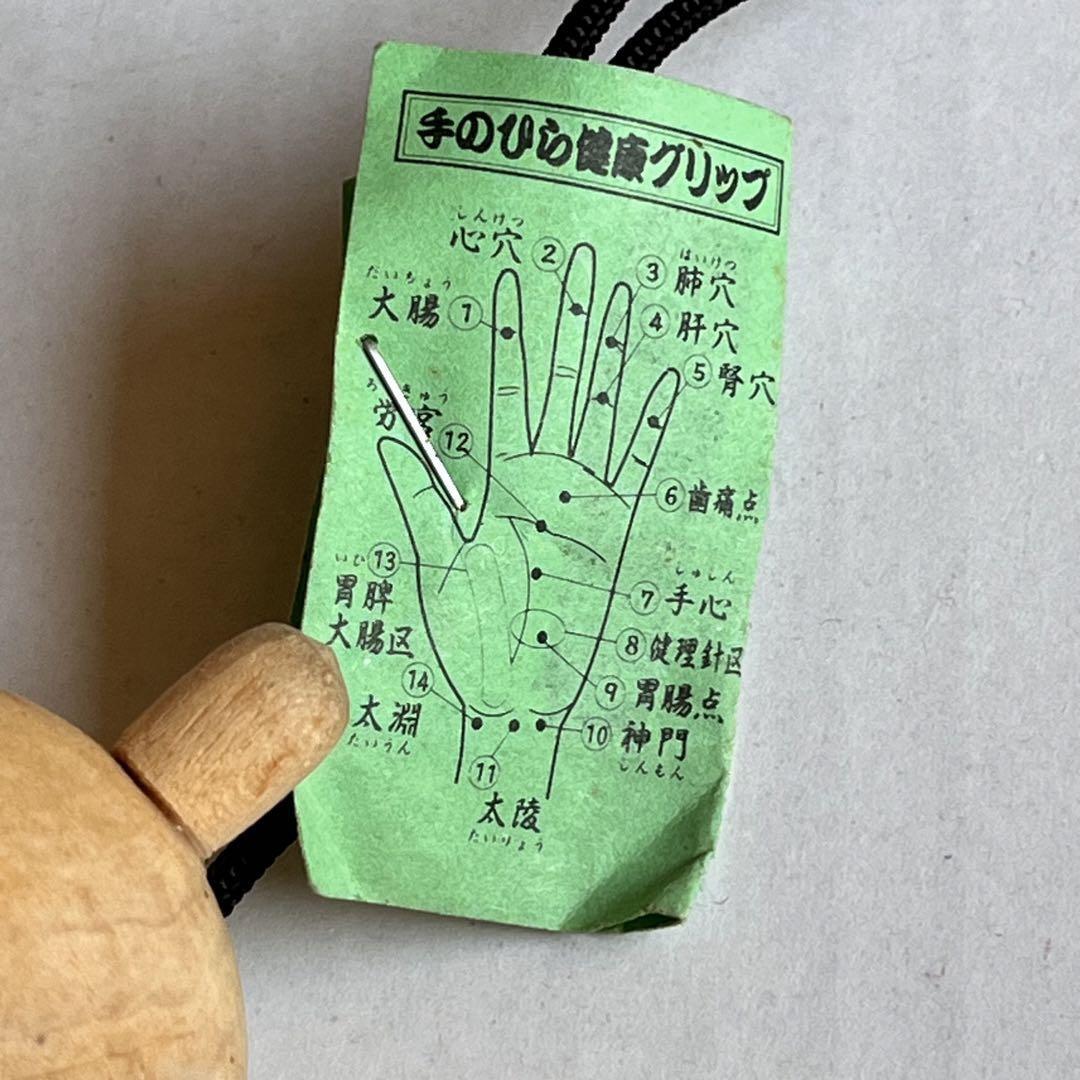 手のひら健康グリップ
しんけつ
心穴
②
③
はいけつ
肺穴
だいちょう
大腸
①
④
肝穴
⑤
腎穴
ろうきゅう
労宮
⑫
⑥
歯痛点
いひ
⑬
胃脾
大腸区
⑦
しゅしん
手心
⑧
健理針区
⑨
胃腸点
⑭
太淵
たいうん
⑩
神門
しんもん
⑪
太陵
たいりょう